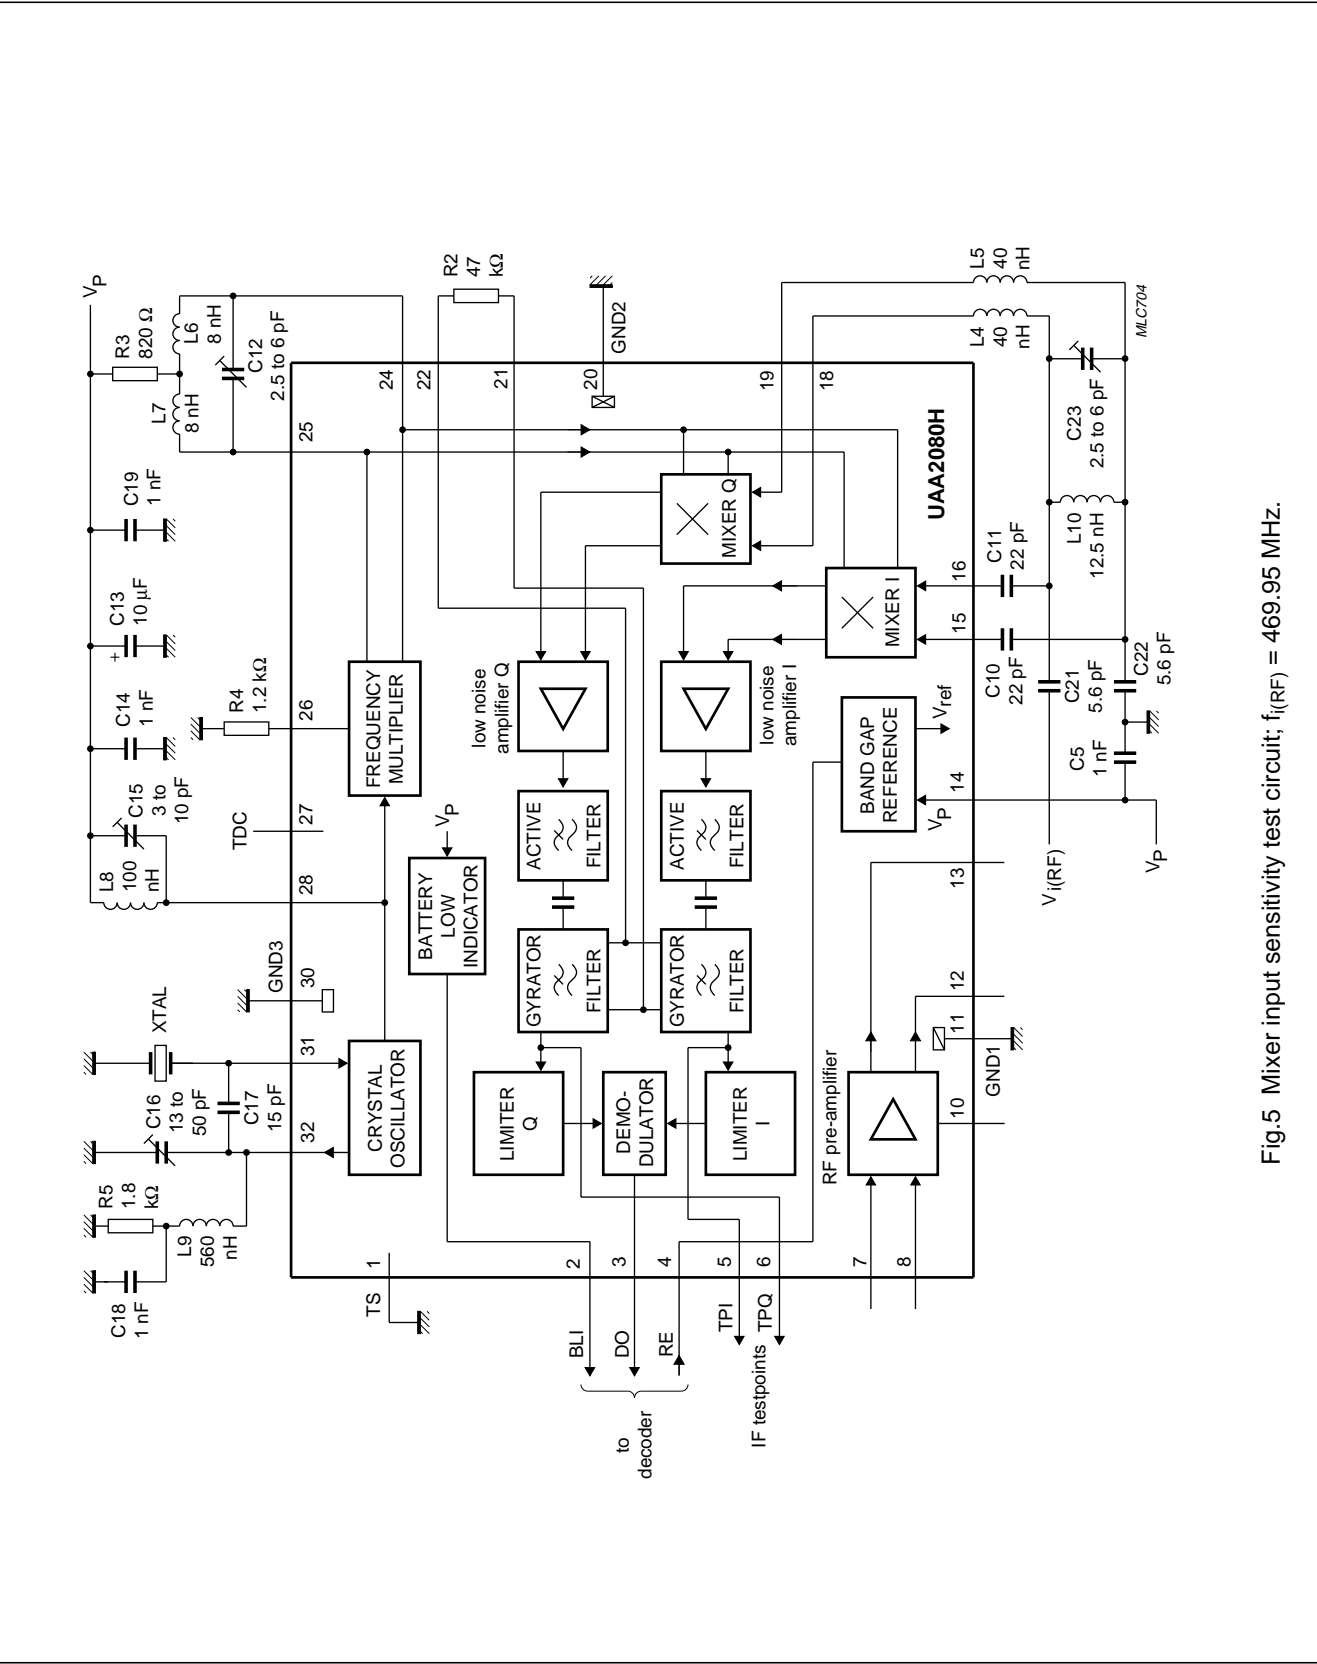 VP
R3
820 Ω
L6
8 nH
L7
8 nH
C12
2.5 to 6 pF
C19
1 nF
C13
10 μF
+
C14
1 nF
R4
1.2 kΩ
C15
3 to
10 pF
L8
100
nH
TDC
GND3
XTAL
C16
13 to
50 pF
C17
15 pF
R5
1.8
kΩ
L9
560
nH
C18
1 nF
R2
47
kΩ
GND2
32
31
30
28
27
26
25
24
22
21
20
19
18
CRYSTAL
OSCILLATOR
FREQUENCY
MULTIPLIER
BATTERY
LOW
INDICATOR
VP
low noise
amplifier Q
MIXER Q
UAA2080H
LIMITER
Q
GYRATOR
FILTER
ACTIVE
FILTER
DEMO-
DULATOR
LIMITER
I
GYRATOR
FILTER
ACTIVE
FILTER
low noise
amplifier I
MIXER I
RF pre-amplifier
BAND GAP
REFERENCE
Vref
VP
TS
1
BLI
2
DO
3
RE
4
TPI
5
TPQ
6
7
8
to
decoder
IF testpoints
10
11
12
13
14
15
16
GND1
Vi(RF)
VP
C5
1 nF
C10
22 pF
C21
5.6 pF
C22
5.6 pF
C11
22 pF
L10
12.5 nH
C23
2.5 to 6 pF
L4
40
nH
L5
40
nH
MLC704
Fig.5 Mixer input sensitivity test circuit; fi(RF) = 469.95 MHz.